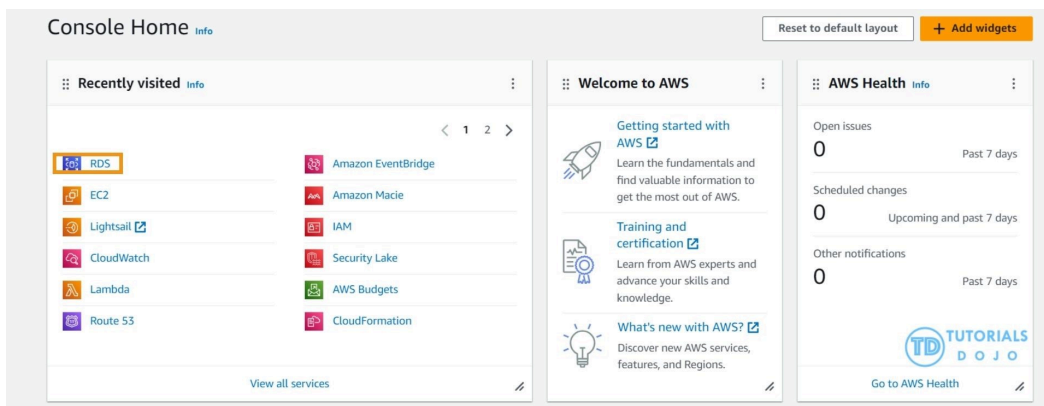 Console Home Info
Reset to default layout
+ Add widgets
Recently visited Info
< 1 2 >
RDS
EC2
Lightsail
CloudWatch
Lambda
Route 53
Amazon EventBridge
Amazon Macie
IAM
Security Lake
AWS Budgets
CloudFormation
View all services
Welcome to AWS
Getting started with
AWS
Learn the fundamentals and
find valuable information to
get the most out of AWS.
Training and
certification
Learn from AWS experts and
advance your skills and
knowledge.
What's new with AWS?
Discover new AWS services,
features, and Regions.
AWS Health Info
Open issues
0 Past 7 days
Scheduled changes
0 Upcoming and past 7 days
Other notifications
0 Past 7 days
TD TUTORIALS
DOJO
Go to AWS Health